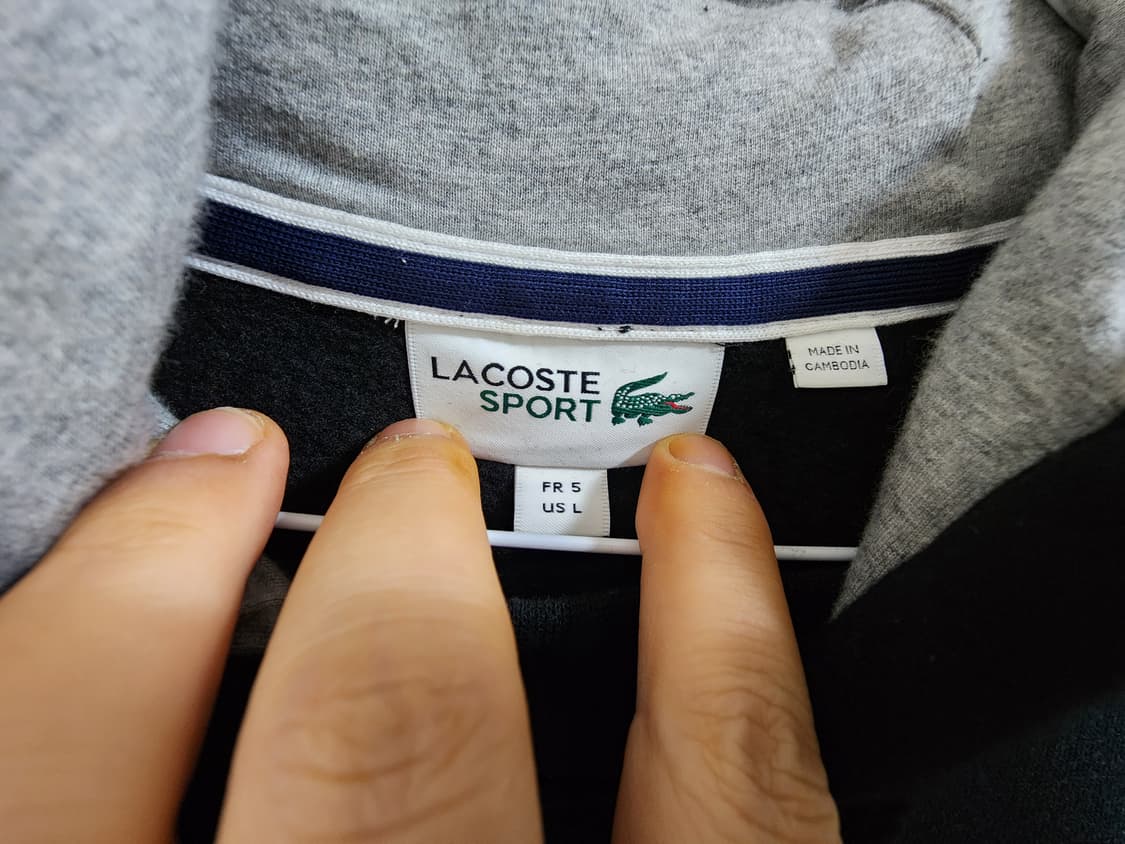 LACOSTE
SPORT
MADE IN
CAMBODIA
FR 5
US L